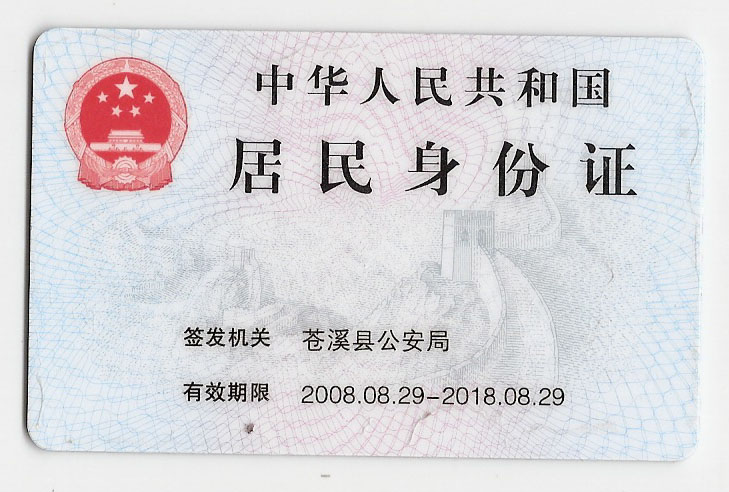 中华人民共和国
居民身份证
签发机关 苍溪县公安局
有效期限 2008.08.29-2018.08.29